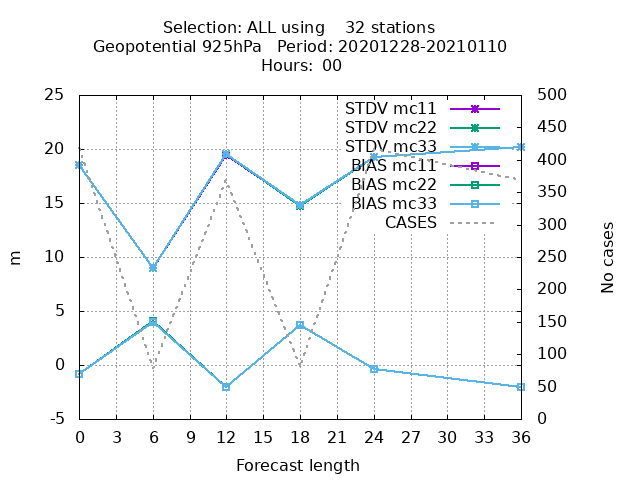 Selection: ALL using    32 stations
Geopotential 925hPa   Period: 20201228-20210110
Hours: 00
25
20
15
10
5
0
-5
500
450
400
350
300
250
200
150
100
50
0
m
No cases
STDV mc11
STDV mc22
STDV mc33
BIAS mc11
BIAS mc22
BIAS mc33
CASES
0 3 6 9 12 15 18 21 24 27 30 33 36
Forecast length